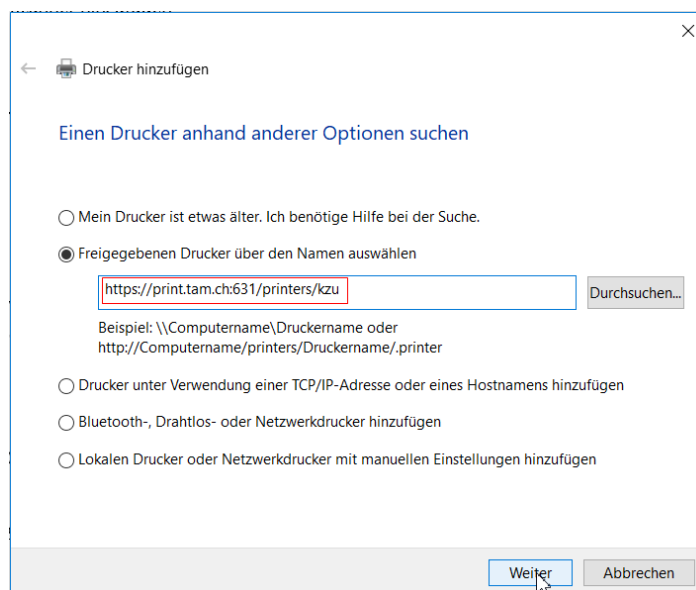 Drucker hinzufügen
Einen Drucker anhand anderer Optionen suchen
Mein Drucker ist etwas älter. Ich benötige Hilfe bei der Suche.
Freigegebenen Drucker über den Namen auswählen
https://print.tam.ch:631/printers/kzu
Durchsuchen...
Beispiel: \\Computername\Druckername oder
http://Computername/printers/Druckername/.printer
Drucker unter Verwendung einer TCP/IP-Adresse oder eines Hostnamens hinzufügen
Bluetooth-, Drahtlos- oder Netzwerkdrucker hinzufügen
Lokalen Drucker oder Netzwerkdrucker mit manuellen Einstellungen hinzufügen
Weiter
Abbrechen